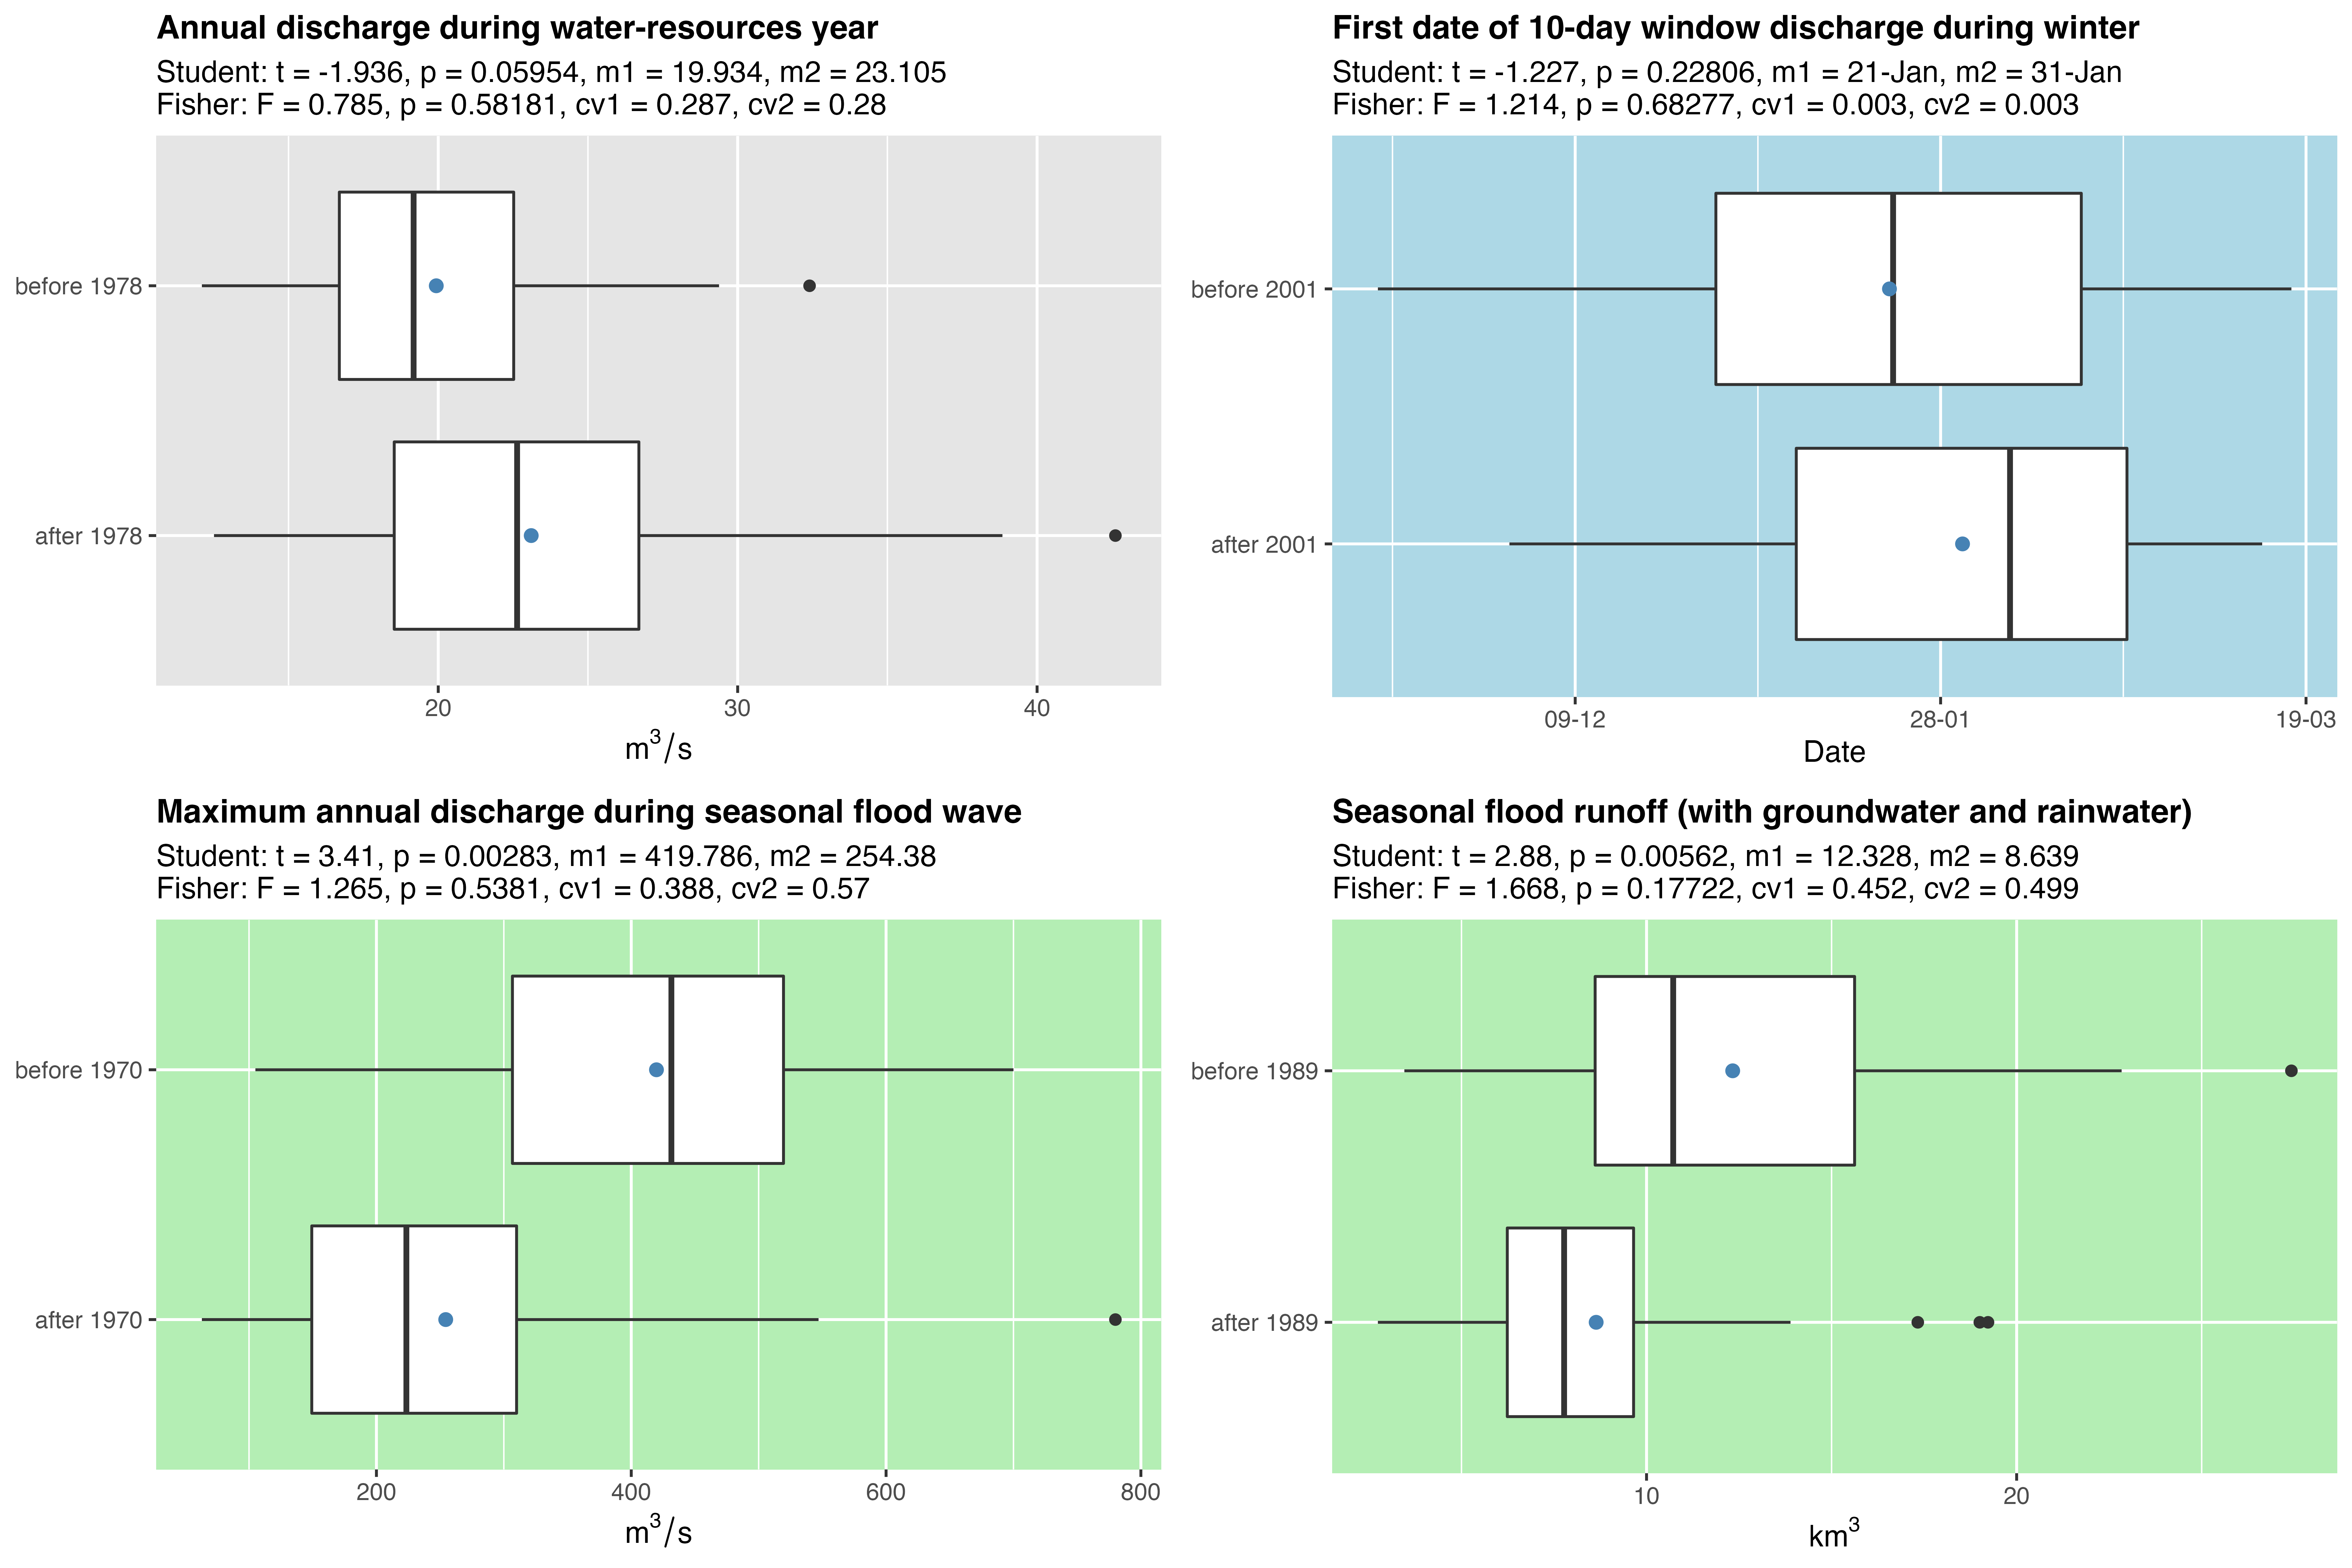 Annual discharge during water-resources year
Student: t = -1.936, p = 0.05954, m1 = 19.934, m2 = 23.105
Fisher: F = 0.785, p = 0.58181, cv1 = 0.287, cv2 = 0.28
before 1978
after 1978
20 30 40
m³/s
First date of 10-day window discharge during winter
Student: t = -1.227, p = 0.22806, m1 = 21-Jan, m2 = 31-Jan
Fisher: F = 1.214, p = 0.68277, cv1 = 0.003, cv2 = 0.003
before 2001
after 2001
09-12 28-01 19-03
Date
Maximum annual discharge during seasonal flood wave
Student: t = 3.41, p = 0.00283, m1 = 419.786, m2 = 254.38
Fisher: F = 1.265, p = 0.5381, cv1 = 0.388, cv2 = 0.57
before 1970
after 1970
200 400 600 800
m³/s
Seasonal flood runoff (with groundwater and rainwater)
Student: t = 2.88, p = 0.00562, m1 = 12.328, m2 = 8.639
Fisher: F = 1.668, p = 0.17722, cv1 = 0.452, cv2 = 0.499
before 1989
after 1989
10 20
km³